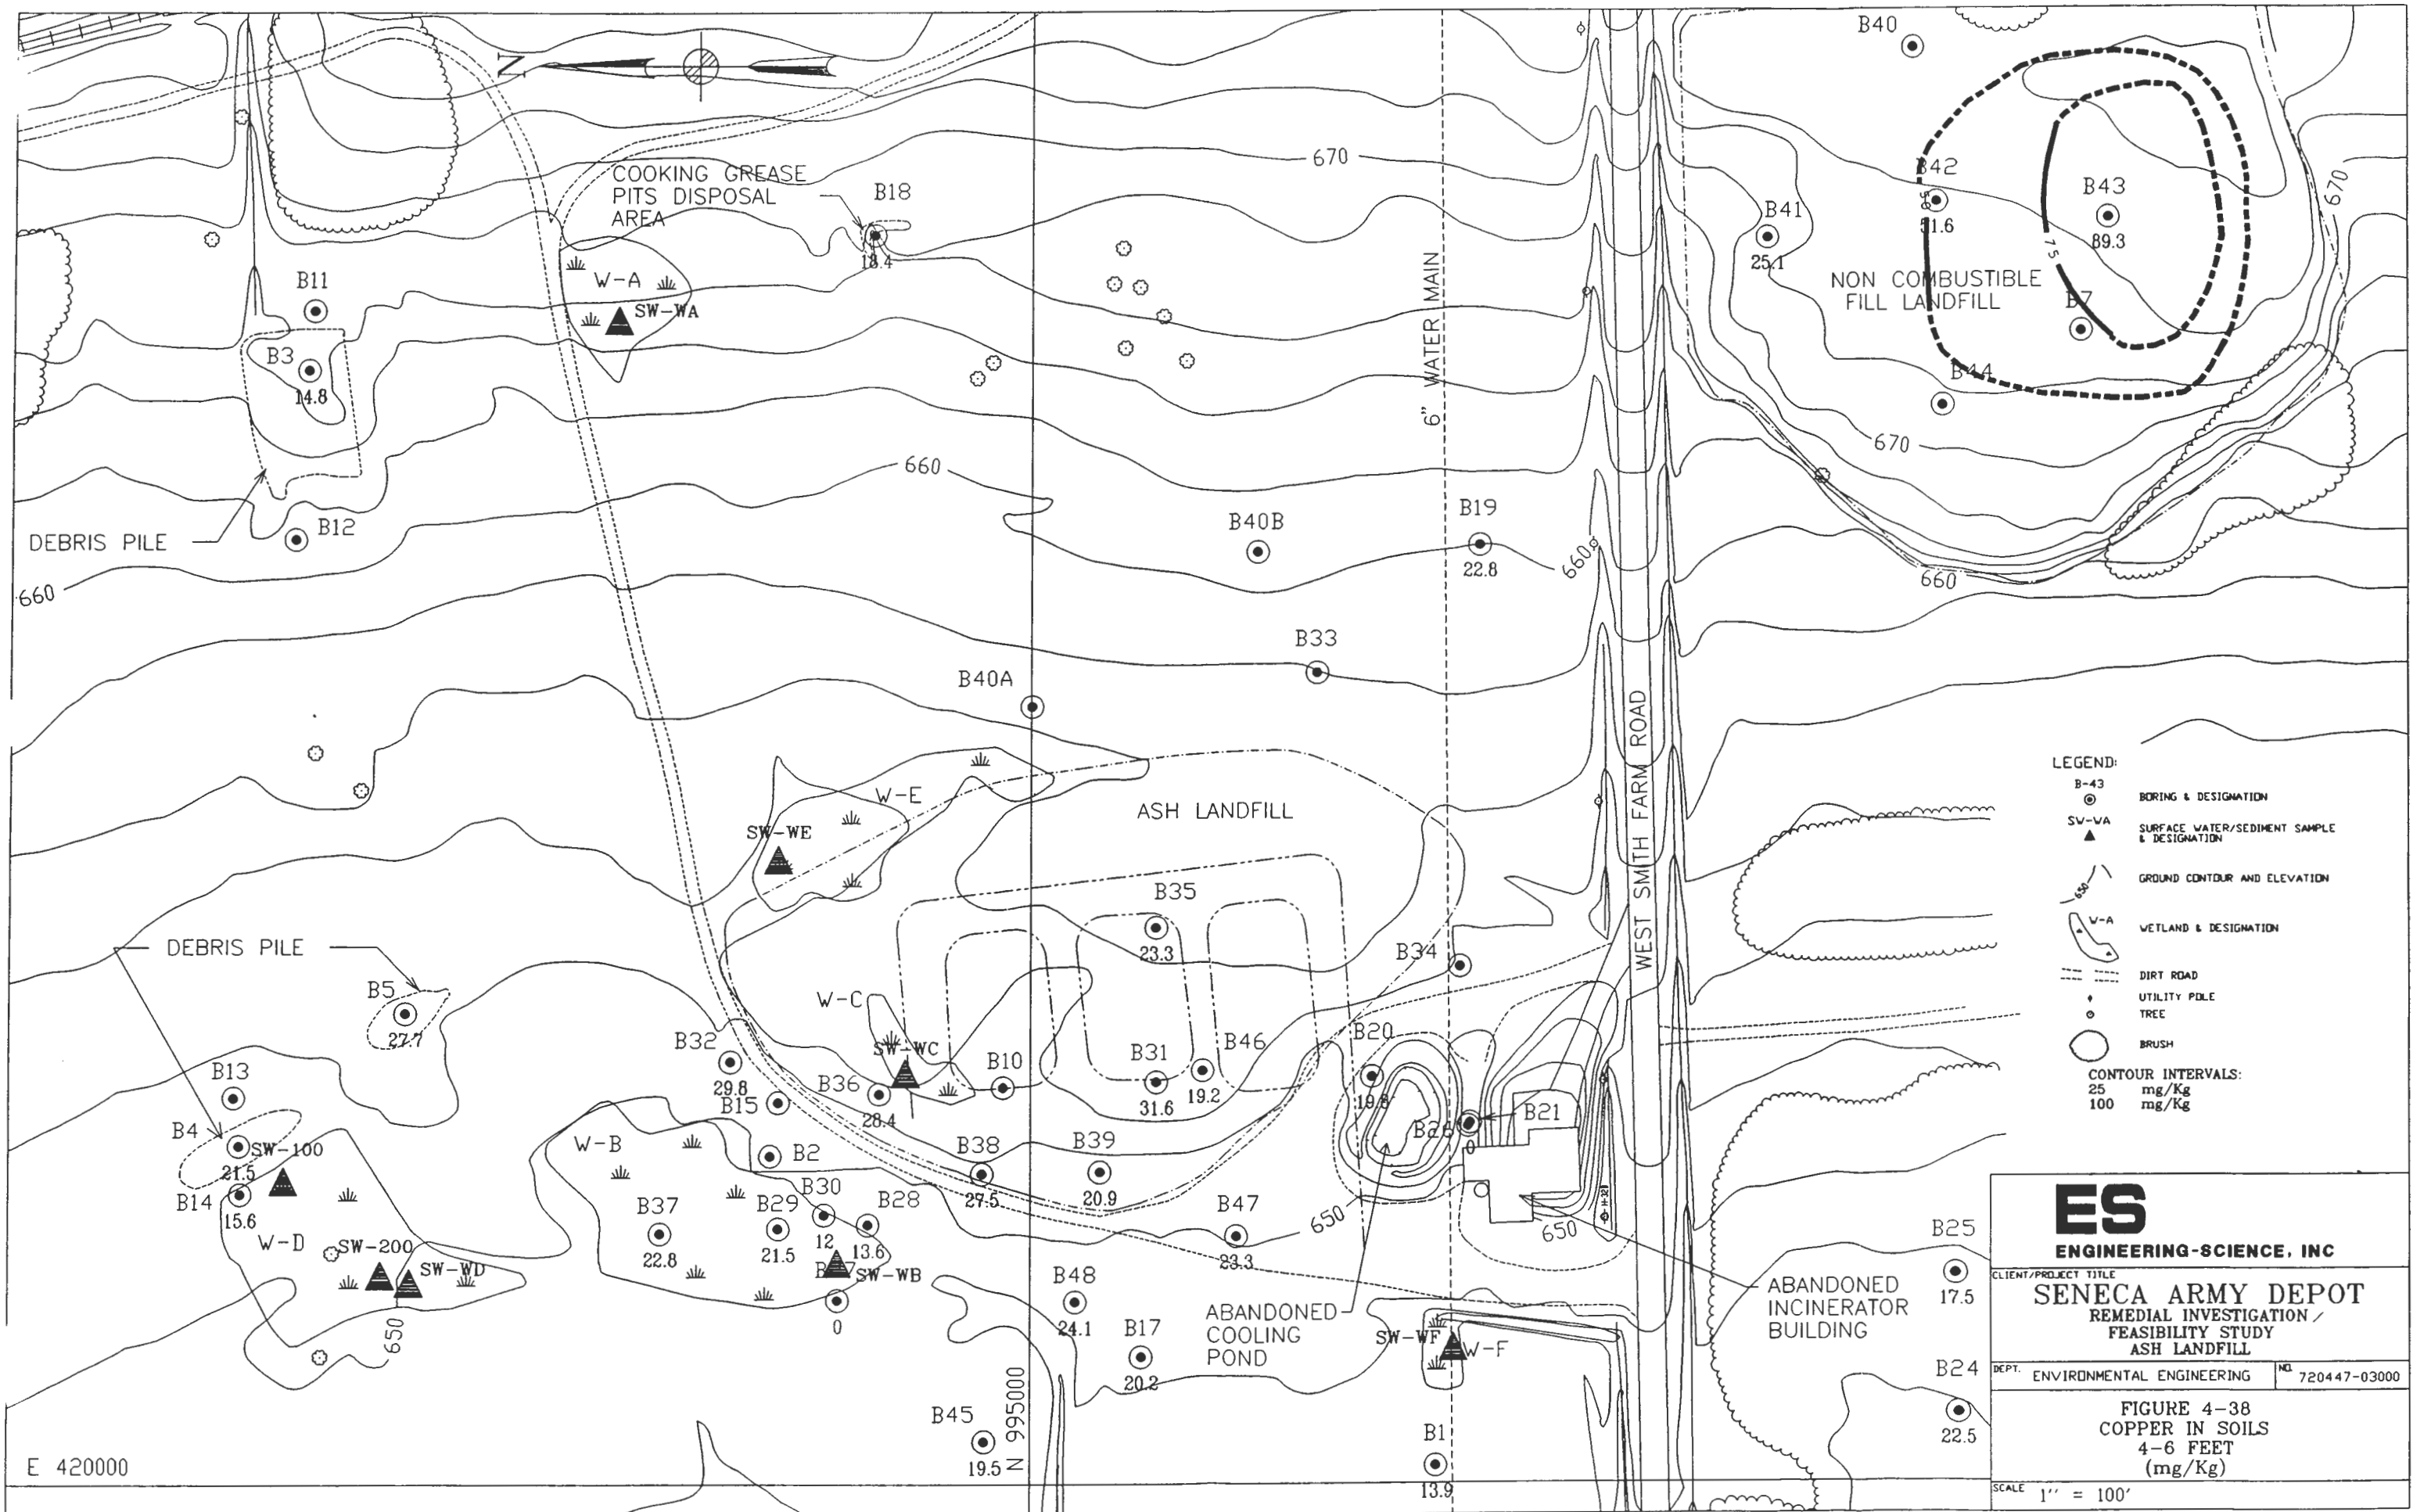 B40
N
COOKING GREASE
PITS DISPOSAL
AREA
B18
18.4
670
B42
31.6
B43
89.3
75
670
B41
25.1
NON COMBUSTIBLE
FILL LANDFILL
B7
B44
670
W-A
SW-WA
B11
B3
14.8
6" WATER MAIN
660
DEBRIS PILE
B12
660
B40B
B19
22.8
660
660
B33
B40A
WEST SMITH FARM ROAD
W-E
SW-WE
ASH LANDFILL
B35
23.3
B34
DEBRIS PILE
B5
27.7
W-C
SW-WC
B32
29.8
B15
B36
28.4
B10
B31
31.6
B46
19.2
B20
19.8
B21
B26
0
B13
B4
SW-100
21.5
B14
15.6
W-D
SW-200
SW-WD
650
W-B
B2
B30
12
B28
13.6
B29
21.5
B37
22.8
SW-WB
0
B38
27.5
B39
20.9
B47
23.3
650
650
B48
24.1
B17
20.2
ABANDONED
COOLING
POND
SW-WF
W-F
ABANDONED
INCINERATOR
BUILDING
B25
17.5
B24
22.5
B45
19.5
N 995000
B1
13.9
E 420000
LEGEND:
B-43
BORING & DESIGNATION
SW-WA
SURFACE WATER/SEDIMENT SAMPLE
& DESIGNATION
650
GROUND CONTOUR AND ELEVATION
W-A
WETLAND & DESIGNATION
DIRT ROAD
UTILITY POLE
TREE
BRUSH
CONTOUR INTERVALS:
25 mg/Kg
100 mg/Kg
ES
ENGINEERING-SCIENCE, INC
CLIENT/PROJECT TITLE
SENECA ARMY DEPOT
REMEDIAL INVESTIGATION /
FEASIBILITY STUDY
ASH LANDFILL
DEPT. ENVIRONMENTAL ENGINEERING
NO. 720447-03000
FIGURE 4-38
COPPER IN SOILS
4-6 FEET
(mg/Kg)
SCALE 1'' = 100'